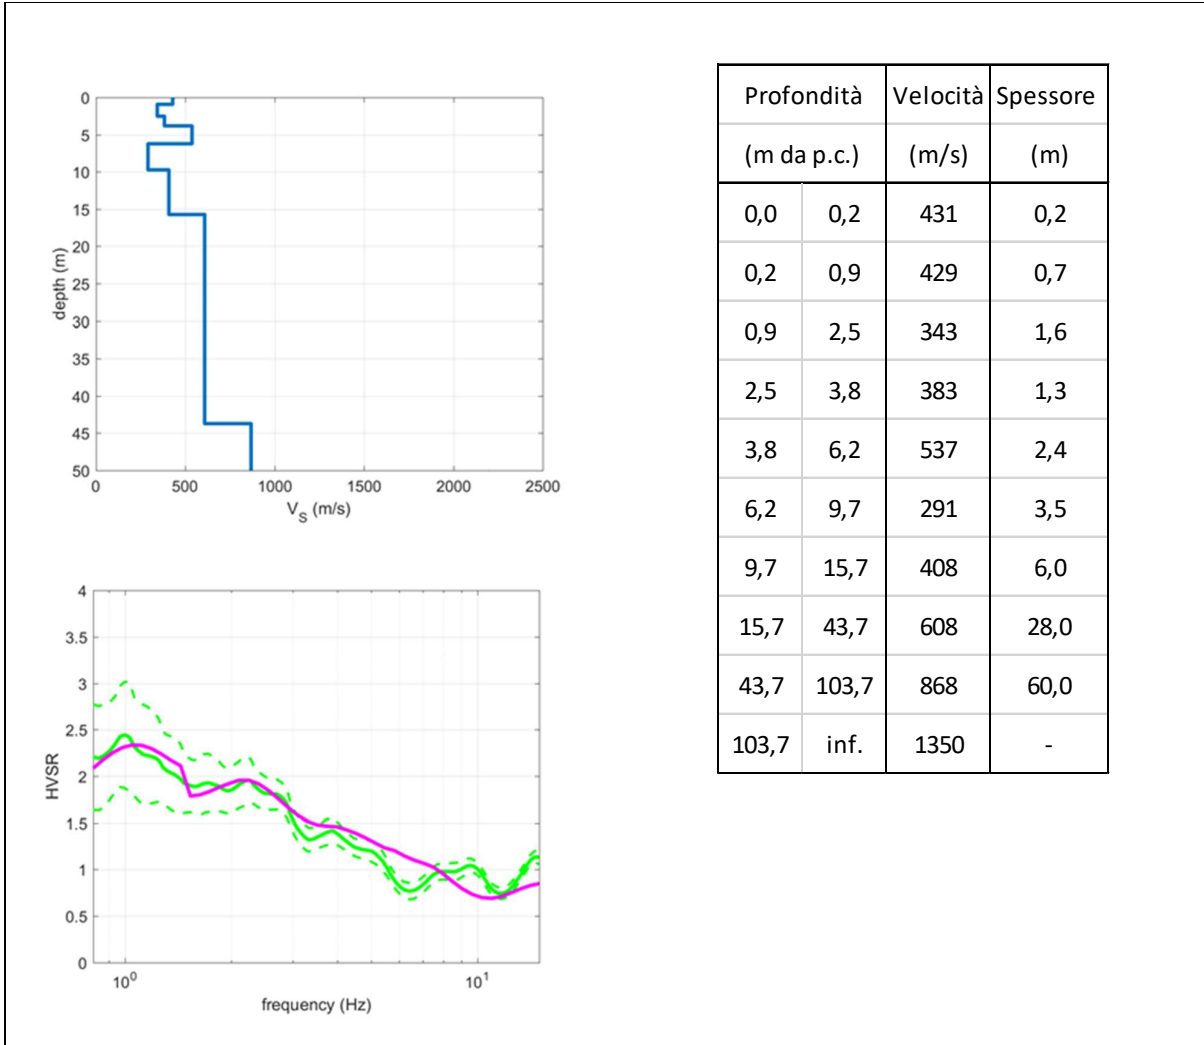 0
5
10
15
20
25
30
35
40
45
50
depth (m)
0 500 1000 1500 2000 2500
V_S (m/s)
4
3.5
3
2.5
2
1.5
1
0.5
0
HVSR
10^0 10^1
frequency (Hz)
Profondità Velocità Spessore
(m da p.c.) (m/s) (m)
0,0 0,2 431 0,2
0,2 0,9 429 0,7
0,9 2,5 343 1,6
2,5 3,8 383 1,3
3,8 6,2 537 2,4
6,2 9,7 291 3,5
9,7 15,7 408 6,0
15,7 43,7 608 28,0
43,7 103,7 868 60,0
103,7 inf. 1350 -